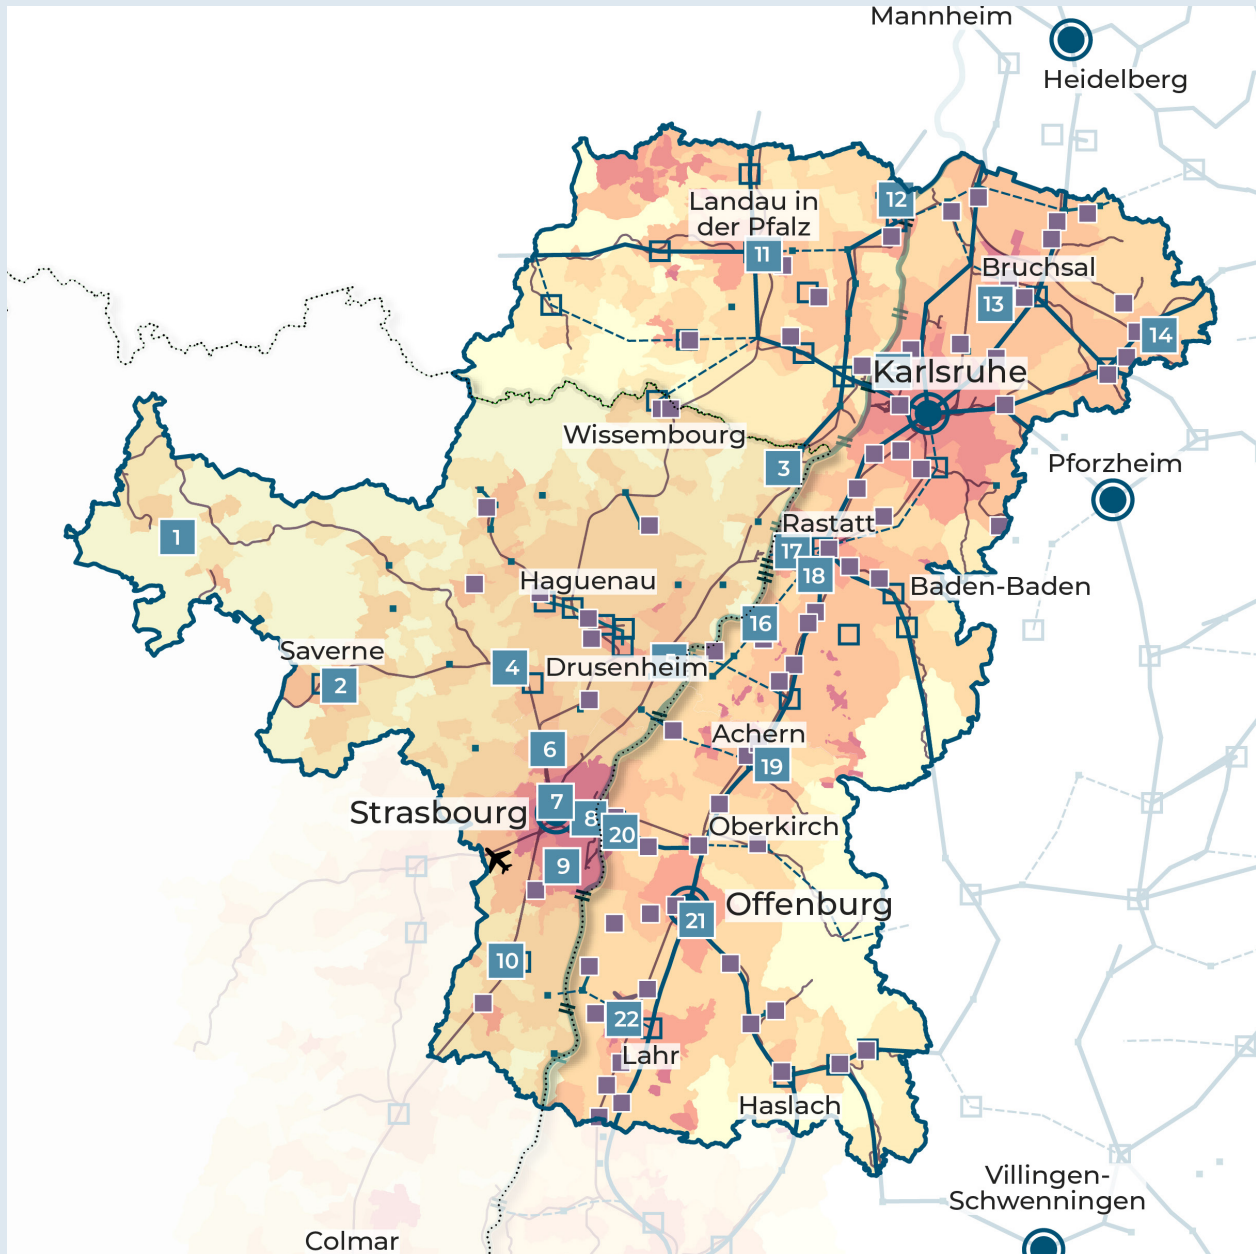 Mannheim
Heidelberg
12
Landau in
der Pfalz
11
Bruchsal
13
14
Karlsruhe
Wissembourg
3
Pforzheim
1
Rastatt
17
18
Haguenau
Baden-Baden
16
Saverne
2
4
Drusenheim
6
Achern
19
7
8
Strasbourg
20
Oberkirch
9
Offenburg
21
10
22
Lahr
Haslach
Villingen-
Schwenningen
Colmar